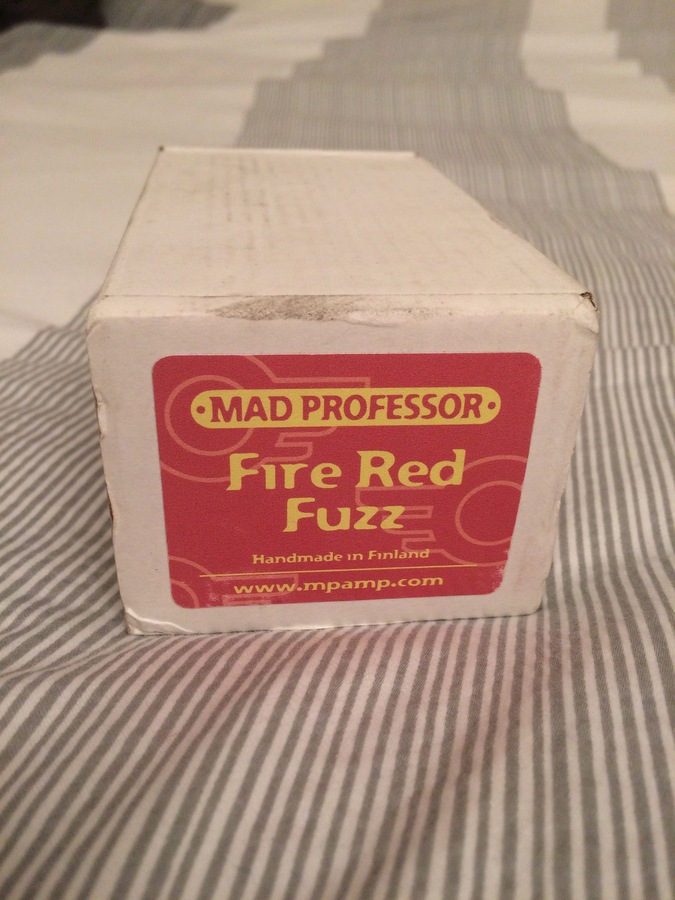 •MAD PROFESSOR•
Fire Red
Fuzz
Handmade in Finland
www.mpamp.com